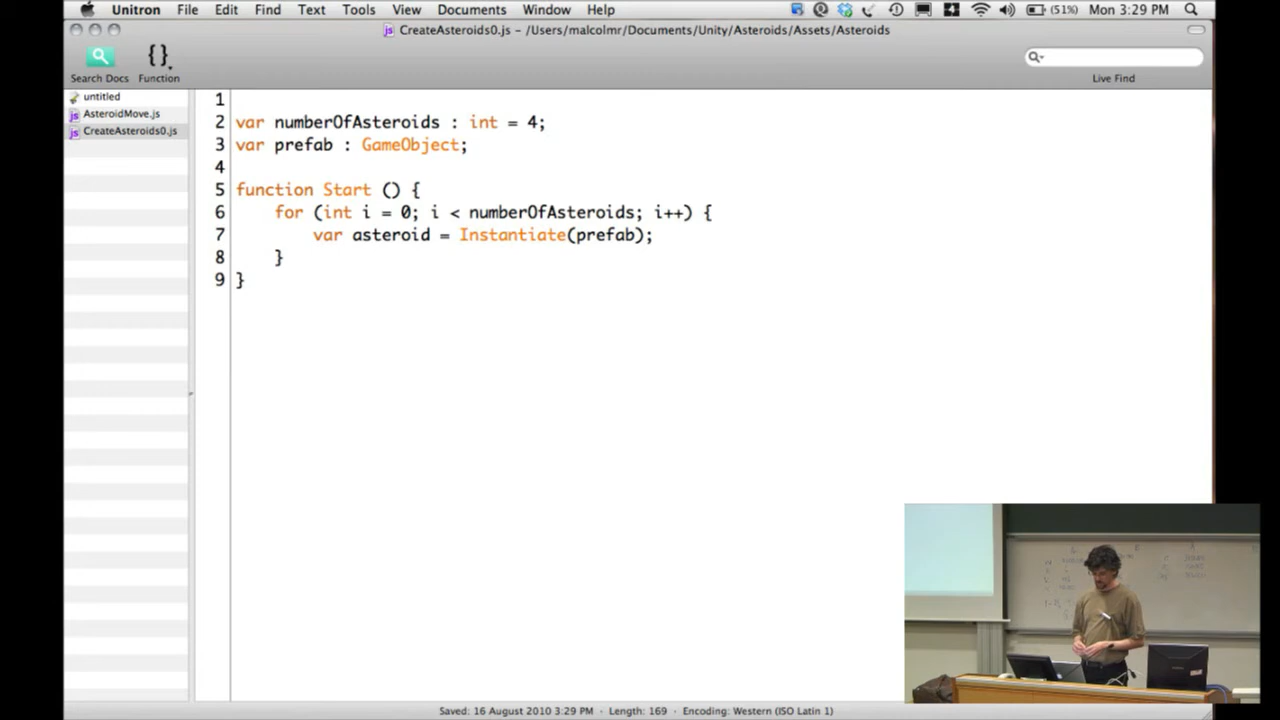 Unitron File Edit Find Text Tools View Documents Window Help (51%) Mon 3:29 PM
CreateAsteroids0.js – /Users/malcolmr/Documents/Unity/Asteroids/Assets/Asteroids
{}
Search Docs Function Live Find
untitled
AsteroidMove.js
CreateAsteroids0.js
1
2 var numberOfAsteroids : int = 4;
3 var prefab : GameObject;
4
5 function Start () {
6 for (int i = 0; i < numberOfAsteroids; i++) {
7 var asteroid = Instantiate(prefab);
8 }
9 }
Saved: 16 August 2010 3:29 PM • Length: 169 • Encoding: Western (ISO Latin 1)